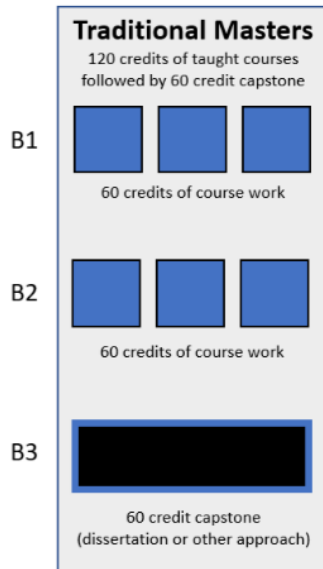 Traditional Masters
120 credits of taught courses
followed by 60 credit capstone
B1
60 credits of course work
B2
60 credits of course work
B3
60 credit capstone
(dissertation or other approach)